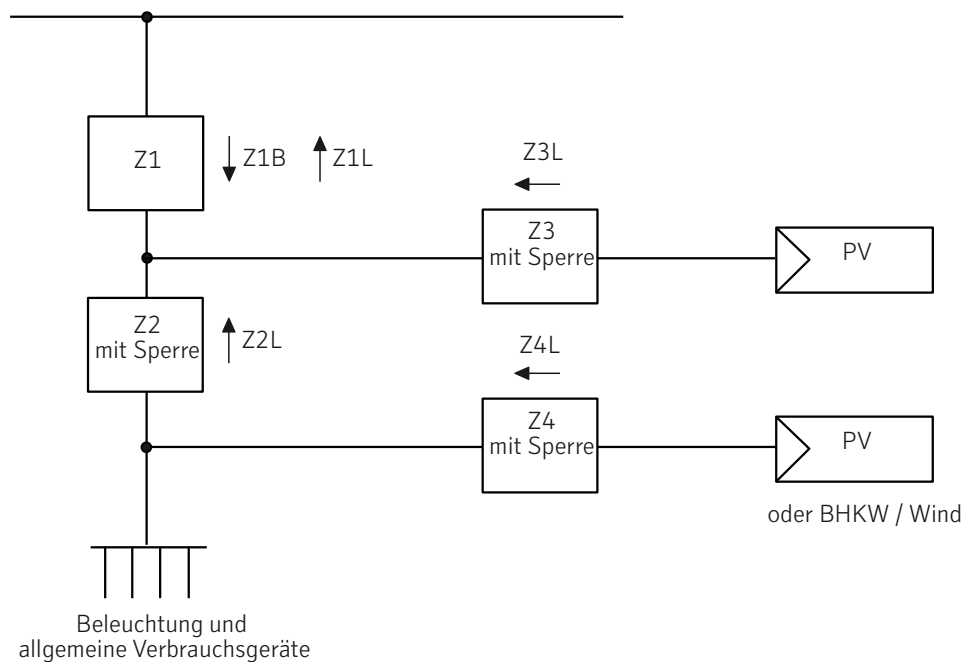 Z1
Z1B
Z1L
Z3L
Z3
mit Sperre
PV
Z2
mit Sperre
Z2L
Z4L
Z4
mit Sperre
PV
oder BHKW / Wind
Beleuchtung und
allgemeine Verbrauchsgeräte